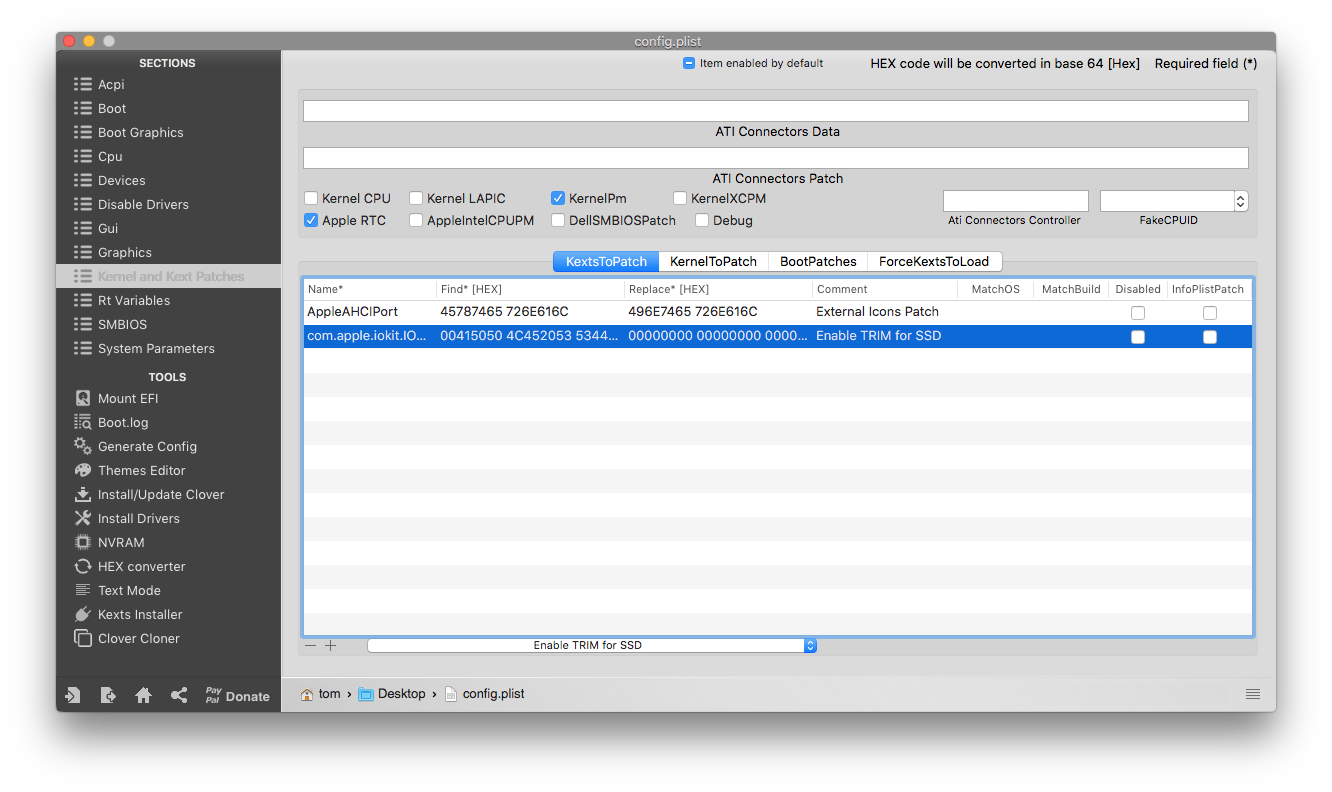 config.plist
SECTIONS
Acpi
Boot
Boot Graphics
Cpu
Devices
Disable Drivers
Gui
Graphics
Kernel and Kext Patches
Rt Variables
SMBIOS
System Parameters
TOOLS
Mount EFI
Boot.log
Generate Config
Themes Editor
Install/Update Clover
Install Drivers
NVRAM
HEX converter
Text Mode
Kexts Installer
Clover Cloner
Pay
Pal Donate
Item enabled by default HEX code will be converted in base 64 [Hex] Required field (*)
ATI Connectors Data
ATI Connectors Patch
Kernel CPU Kernel LAPIC KernelPm KernelXCPM
Apple RTC AppleIntelCPUPM DellSMBIOSPatch Debug Ati Connectors Controller FakeCPUID
KextsToPatch KernelToPatch BootPatches ForceKextsToLoad
Name* Find* [HEX] Replace* [HEX] Comment MatchOS MatchBuild Disabled InfoPlistPatch
AppleAHCIPort 45787465 726E616C 496E7465 726E616C External Icons Patch
com.apple.iokit.IO... 00415050 4C452053 5344... 00000000 00000000 0000... Enable TRIM for SSD
Enable TRIM for SSD
tom › Desktop › config.plist